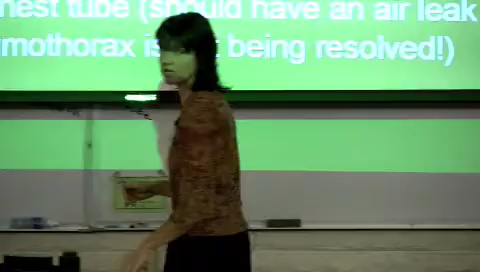 hest tube (should have an air leak
mothorax is t being resolved!)